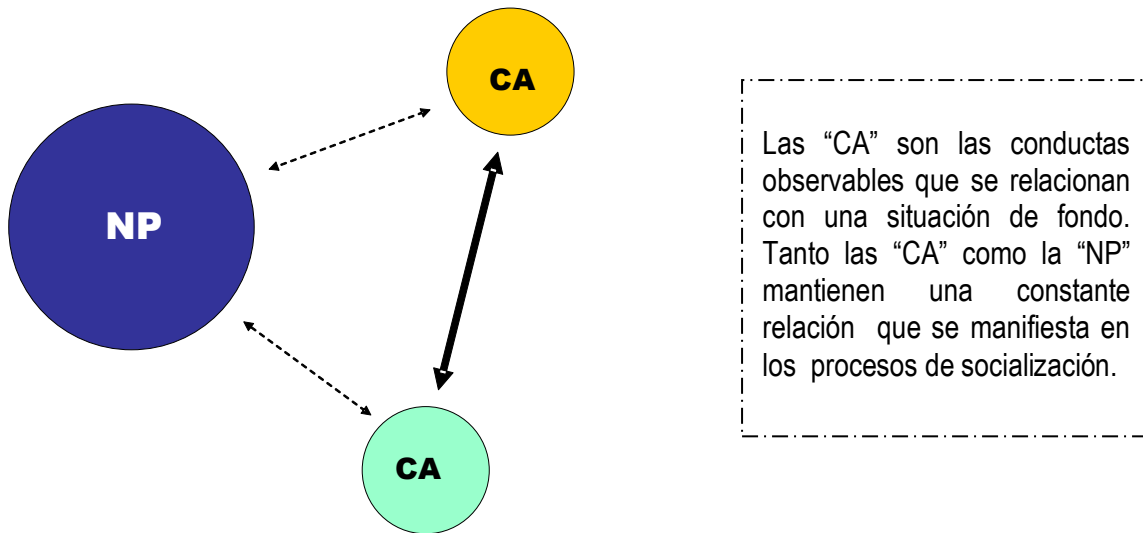 CA
NP
CA
Las “CA” son las conductas
observables que se relacionan
con una situación de fondo.
Tanto las “CA” como la “NP”
mantienen una constante
relación que se manifiesta en
los procesos de socialización.